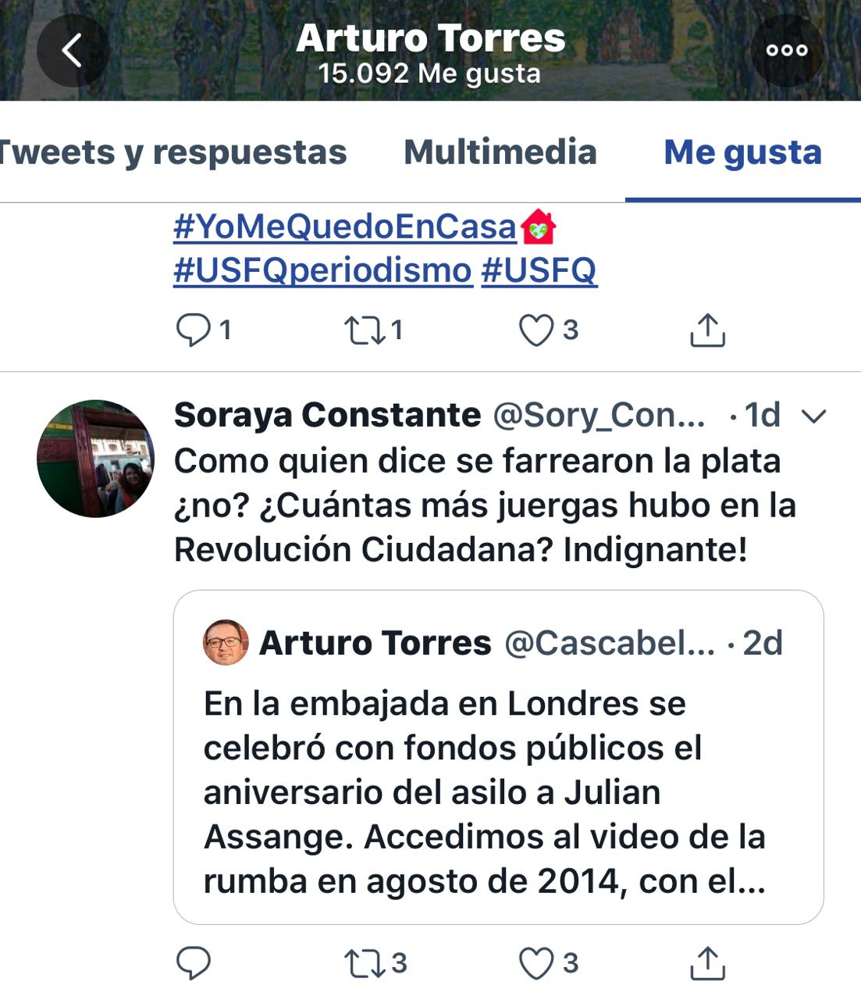 Arturo Torres
15.092 Me gusta
Tweets y respuestas Multimedia Me gusta
#YoMeQuedoEnCasa
#USFQperiodismo #USFQ
1 1 3
Soraya Constante @Sory_Con... · 1d
Como quien dice se farrearon la plata
¿no? ¿Cuántas más juergas hubo en la
Revolución Ciudadana? Indignante!
Arturo Torres @Cascabel... · 2d
En la embajada en Londres se
celebró con fondos públicos el
aniversario del asilo a Julian
Assange. Accedimos al video de la
rumba en agosto de 2014, con el...
3 3